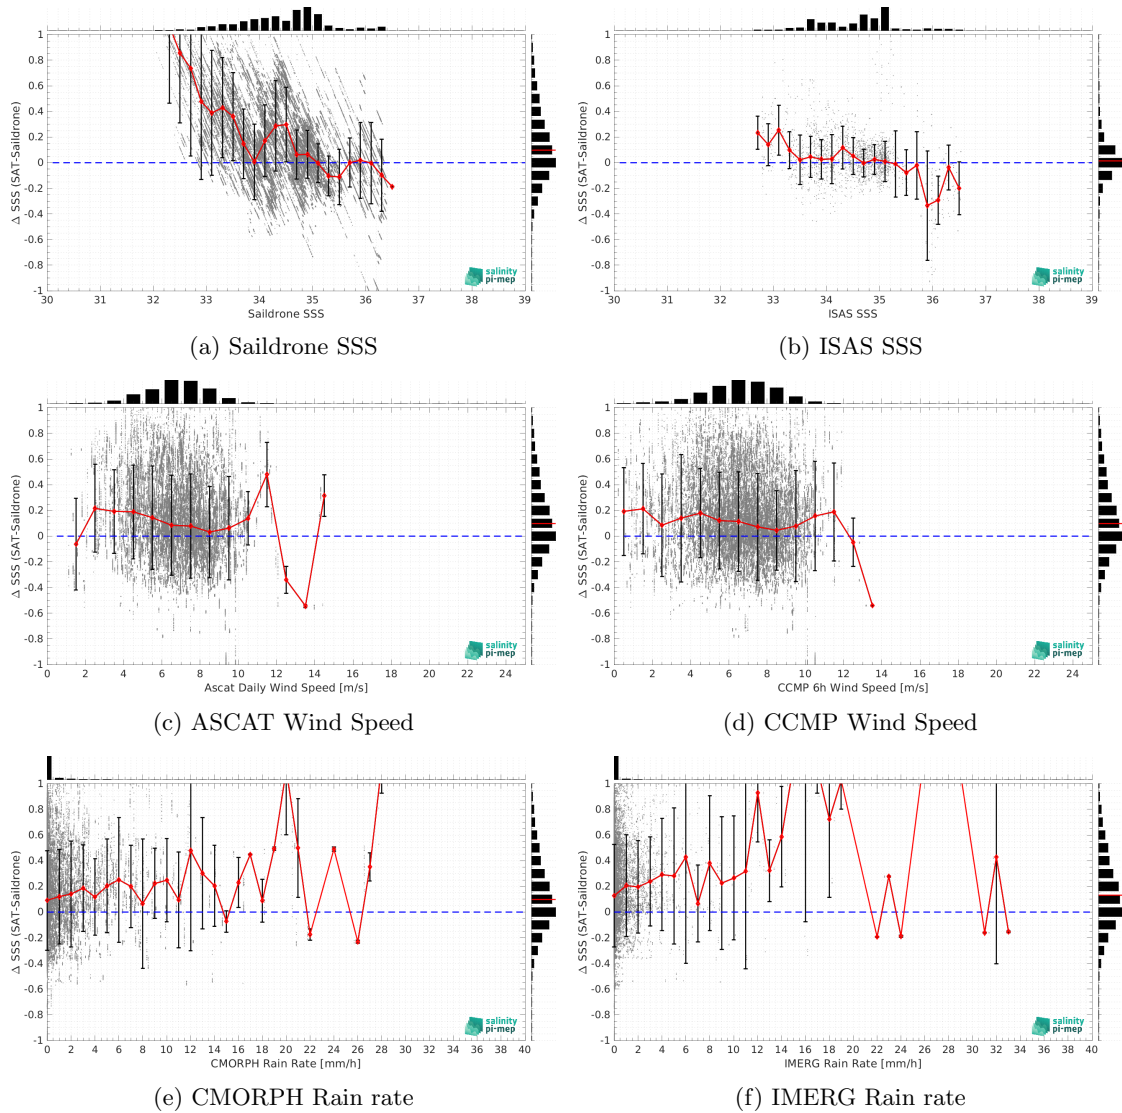 1
0.8
0.6
0.4
0.2
0
-0.2
-0.4
-0.6
-0.8
-1
Δ SSS (SAT-Saildrone)
30 31 32 33 34 35 36 37 38 39
Saildrone SSS
salinity
pi-mep
(a) Saildrone SSS
1
0.8
0.6
0.4
0.2
0
-0.2
-0.4
-0.6
-0.8
-1
Δ SSS (SAT-Saildrone)
30 31 32 33 34 35 36 37 38 39
ISAS SSS
salinity
pi-mep
(b) ISAS SSS
1
0.8
0.6
0.4
0.2
0
-0.2
-0.4
-0.6
-0.8
-1
Δ SSS (SAT-Saildrone)
0 2 4 6 8 10 12 14 16 18 20 22 24
Ascat Daily Wind Speed [m/s]
salinity
pi-mep
(c) ASCAT Wind Speed
1
0.8
0.6
0.4
0.2
0
-0.2
-0.4
-0.6
-0.8
-1
Δ SSS (SAT-Saildrone)
0 2 4 6 8 10 12 14 16 18 20 22 24
CCMP 6h Wind Speed [m/s]
salinity
pi-mep
(d) CCMP Wind Speed
1
0.8
0.6
0.4
0.2
0
-0.2
-0.4
-0.6
-0.8
-1
Δ SSS (SAT-Saildrone)
0 2 4 6 8 10 12 14 16 18 20 22 24 26 28 30 32 34 36 38 40
CMORPH Rain Rate [mm/h]
salinity
pi-mep
(e) CMORPH Rain rate
1
0.8
0.6
0.4
0.2
0
-0.2
-0.4
-0.6
-0.8
-1
Δ SSS (SAT-Saildrone)
0 2 4 6 8 10 12 14 16 18 20 22 24 26 28 30 32 34 36 38 40
IMERG Rain Rate [mm/h]
salinity
pi-mep
(f) IMERG Rain rate